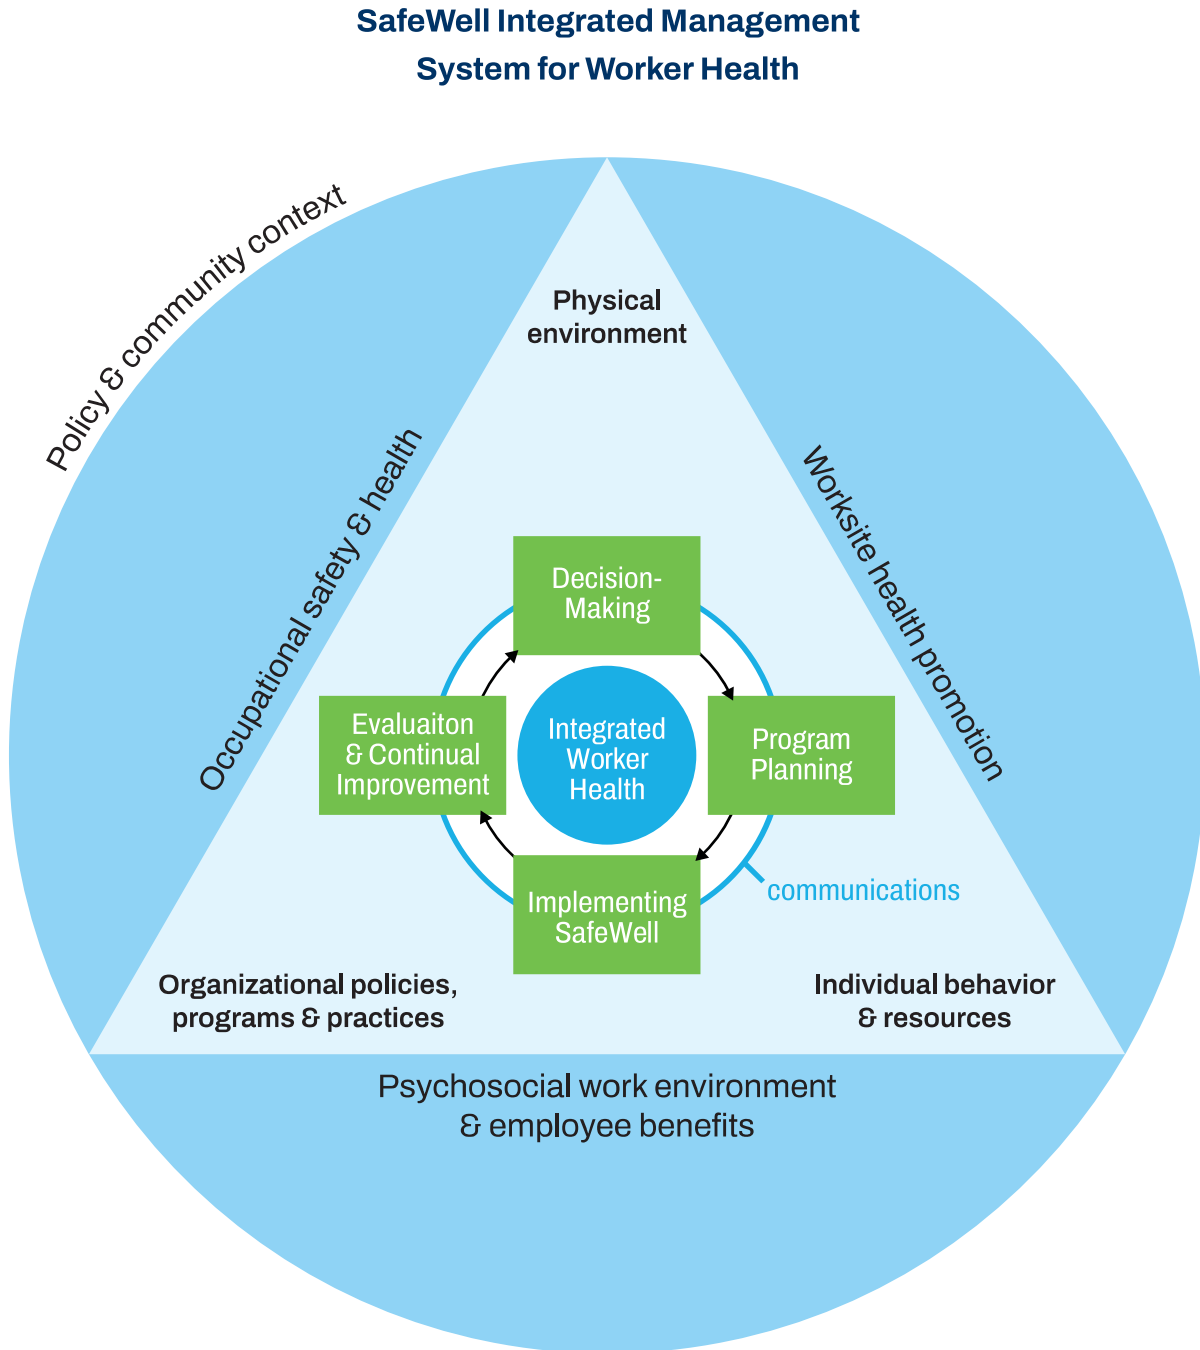 SafeWell Integrated Management
System for Worker Health
Policy & community context
Physical
environment
Occupational safety & health
Worksite health promotion
Decision-
Making
Evaluaiton
& Continual
Improvement
Integrated
Worker
Health
Program
Planning
Implementing
SafeWell
communications
Organizational policies,
programs & practices
Individual behavior
& resources
Psychosocial work environment
& employee benefits